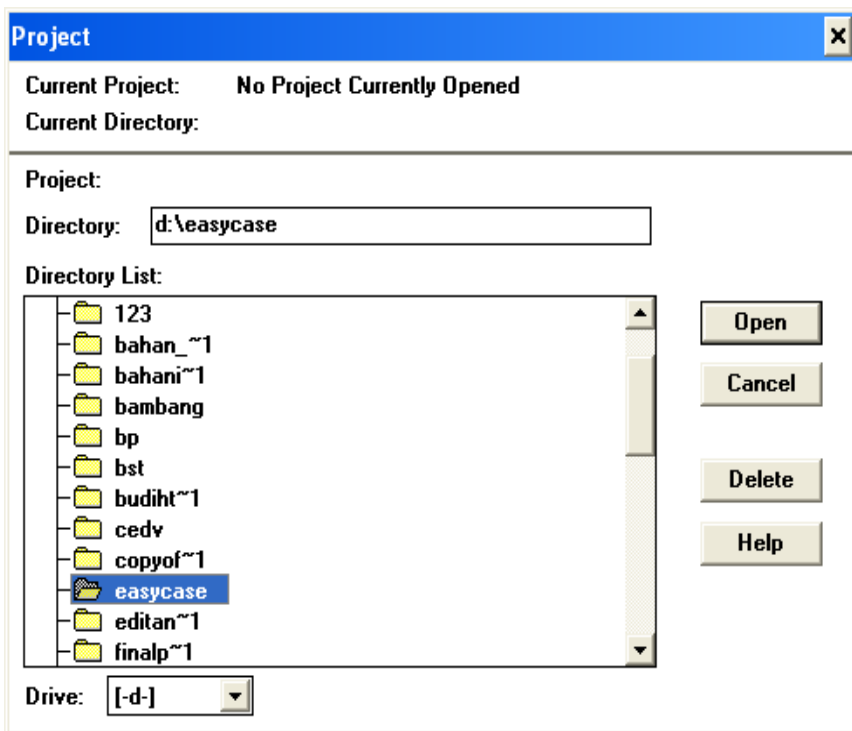 Project
Current Project: No Project Currently Opened
Current Directory:
Project:
Directory: d:\easycase
Directory List:
123
bahan_~1
bahani~1
bambang
bp
bst
budiht~1
cedv
copyof~1
easycase
editan~1
finalp~1
Open
Cancel
Delete
Help
Drive: [-d-]